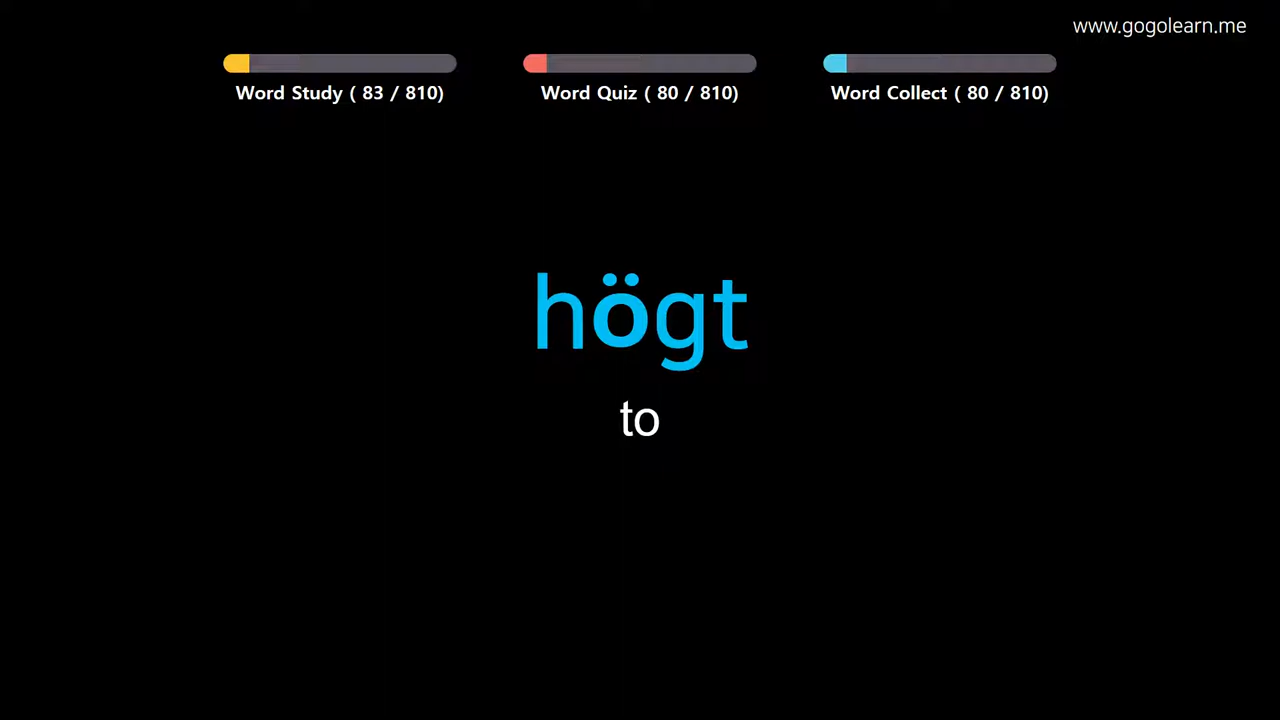 www.gogolearn.me
Word Study ( 83 / 810)
Word Quiz ( 80 / 810)
Word Collect ( 80 / 810)
högt
to